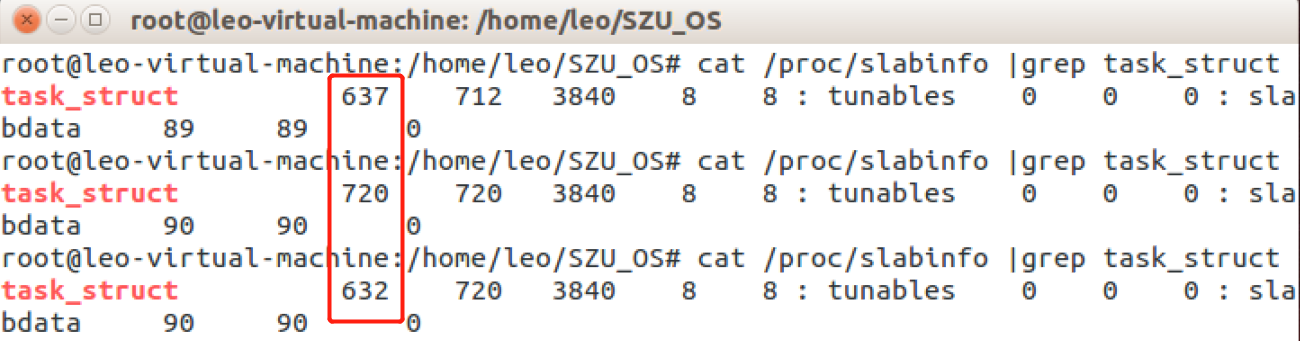 root@leo-virtual-machine: /home/leo/SZU_OS
root@leo-virtual-machine:/home/leo/SZU_OS# cat /proc/slabinfo |grep task_struct
task_struct 637 712 3840 8 8 : tunables 0 0 0 : sla
bdata 89 89 0
root@leo-virtual-machine:/home/leo/SZU_OS# cat /proc/slabinfo |grep task_struct
task_struct 720 720 3840 8 8 : tunables 0 0 0 : sla
bdata 90 90 0
root@leo-virtual-machine:/home/leo/SZU_OS# cat /proc/slabinfo |grep task_struct
task_struct 632 720 3840 8 8 : tunables 0 0 0 : sla
bdata 90 90 0